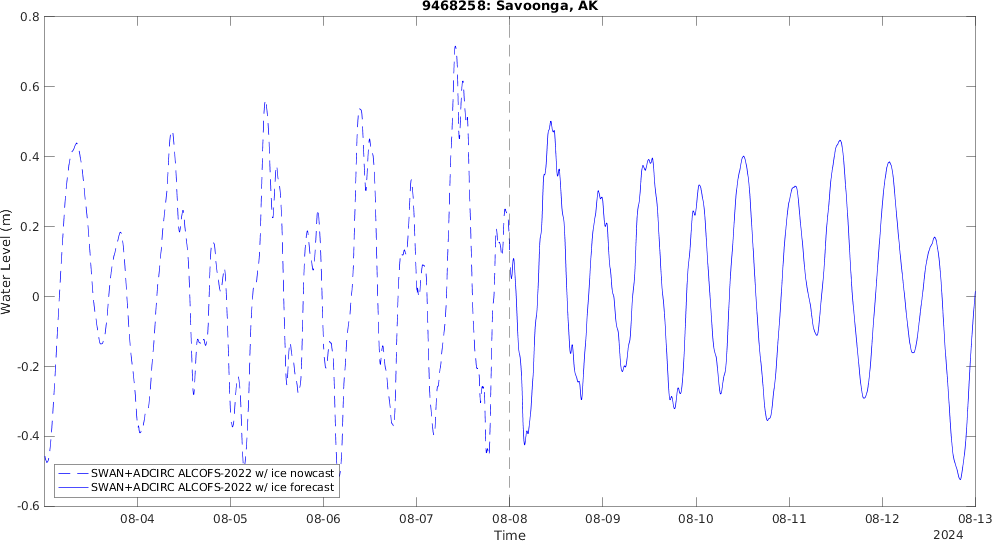 9468258: Savoonga, AK
0.8
0.6
0.4
0.2
0
-0.2
-0.4
-0.6
Water Level (m)
SWAN+ADCIRC ALCOFS-2022 w/ ice nowcast
SWAN+ADCIRC ALCOFS-2022 w/ ice forecast
08-04 08-05 08-06 08-07 08-08 08-09 08-10 08-11 08-12 08-13
Time
2024